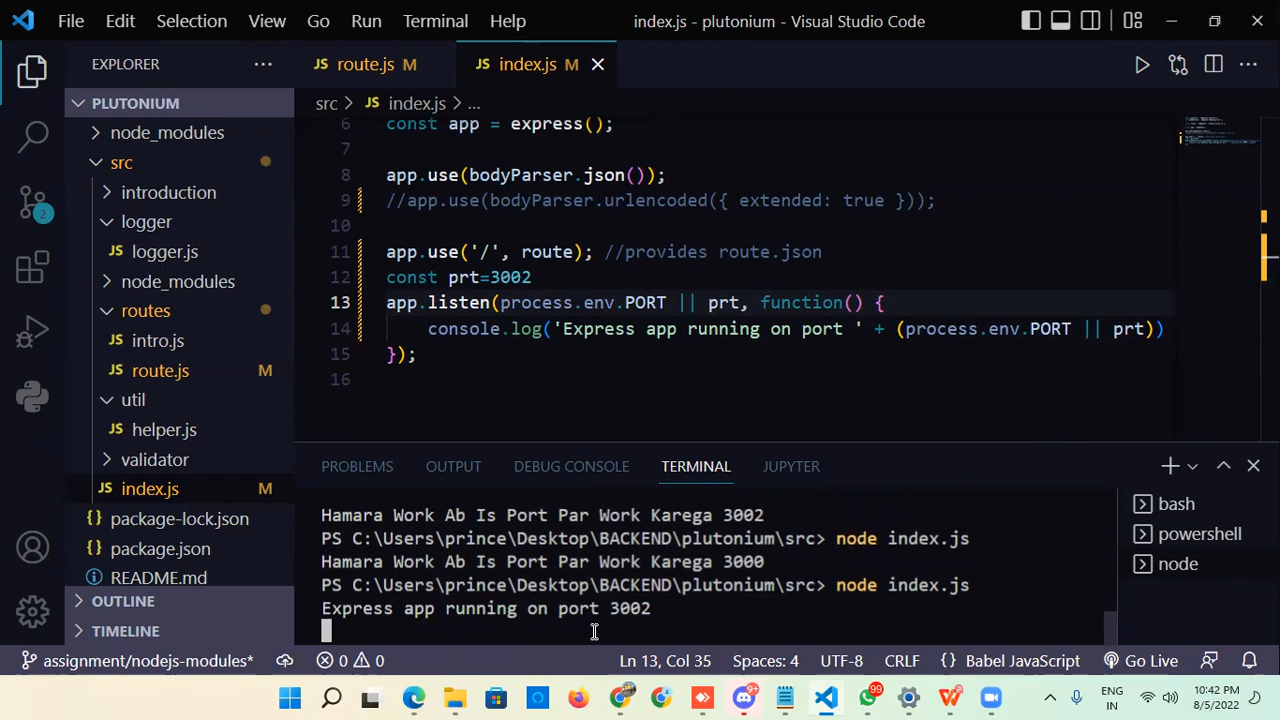 File Edit Selection View Go Run Terminal Help index.js - plutonium - Visual Studio Code
EXPLORER ... JS route.js M JS index.js M
PLUTONIUM
node_modules
src
introduction
logger
JS logger.js
node_modules
routes
JS intro.js
JS route.js M
util
JS helper.js
validator
JS index.js M
{} package-lock.json
{} package.json
README.md
OUTLINE
TIMELINE
2
src > JS index.js > ...
6 const app = express();
7
8 app.use(bodyParser.json());
9 //app.use(bodyParser.urlencoded({ extended: true }));
10
11 app.use('/', route); //provides route.json
12 const prt=3002
13 app.listen(process.env.PORT || prt, function() {
14 console.log('Express app running on port ' + (process.env.PORT || prt))
15 });
16
PROBLEMS OUTPUT DEBUG CONSOLE TERMINAL JUPYTER
Hamara Work Ab Is Port Par Work Karega 3002
PS C:\Users\prince\Desktop\BACKEND\plutonium\src> node index.js
Hamara Work Ab Is Port Par Work Karega 3000
PS C:\Users\prince\Desktop\BACKEND\plutonium\src> node index.js
Express app running on port 3002
bash
powershell
node
assignment/nodejs-modules* 0 0 Ln 13, Col 35 Spaces: 4 UTF-8 CRLF {} Babel JavaScript Go Live
9+ 99 ENG IN 10:42 PM 8/5/2022